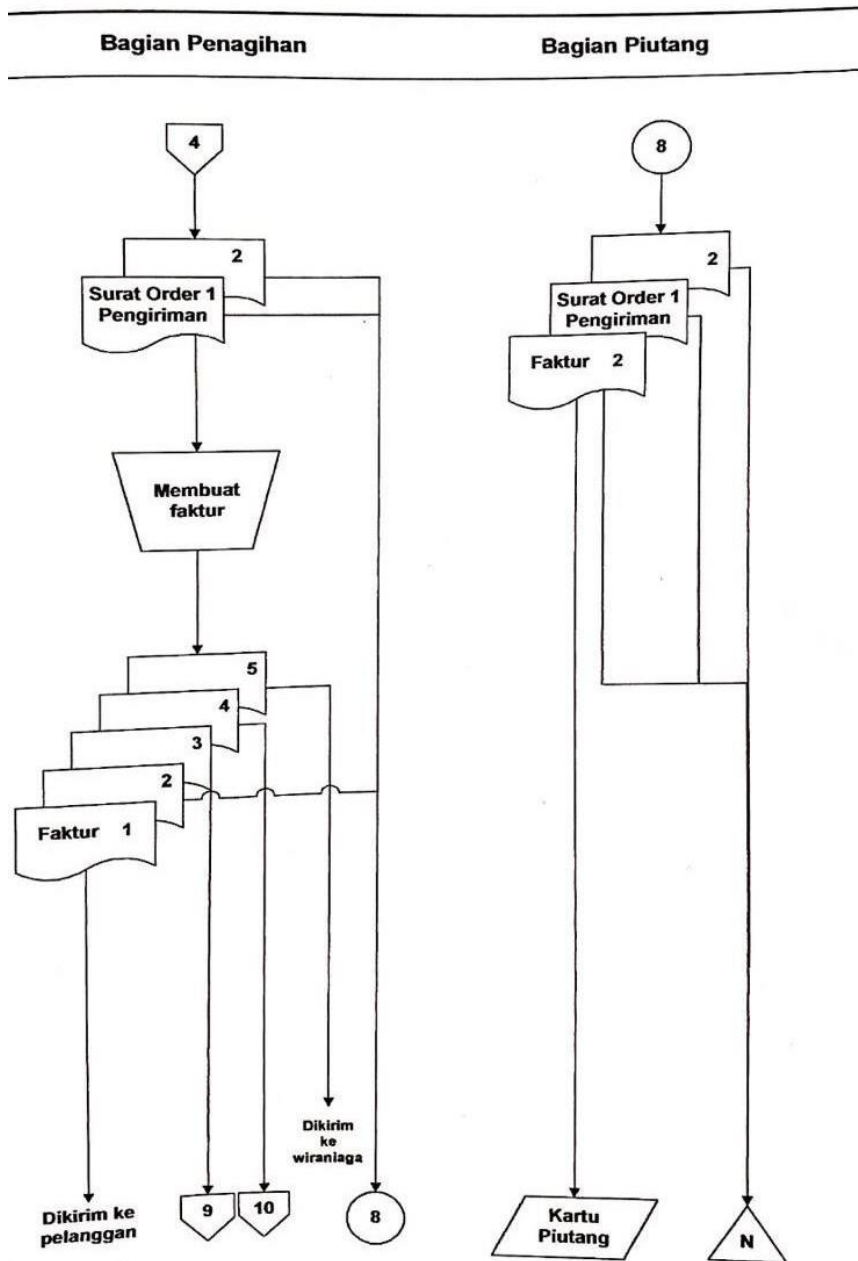 Bagian Penagihan
Bagian Piutang
4
8
2
Surat Order 1
Pengiriman
2
Surat Order 1
Pengiriman
Faktur 2
Membuat
faktur
5
4
3
2
Faktur 1
Dikirim
ke
wiraniaga
Dikirim ke
pelanggan
9
10
8
Kartu
Piutang
N